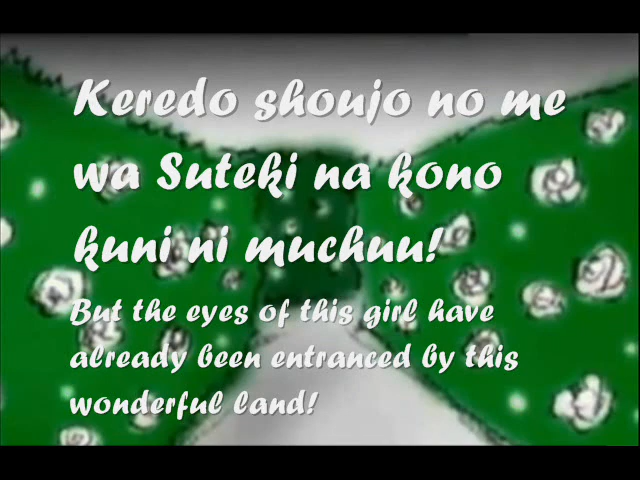 Keredo shoujo no me
wa Suteki na kono
kuni ni muchuu!
But the eyes of this girl have
already been entranced by this
wonderful land!